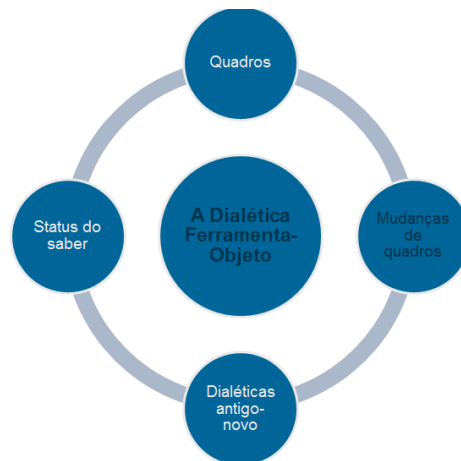 Quadros
A Dialética
Ferramenta-
Objeto
Mudanças
de
quadros
Status do
saber
Dialéticas
antigo-
novo